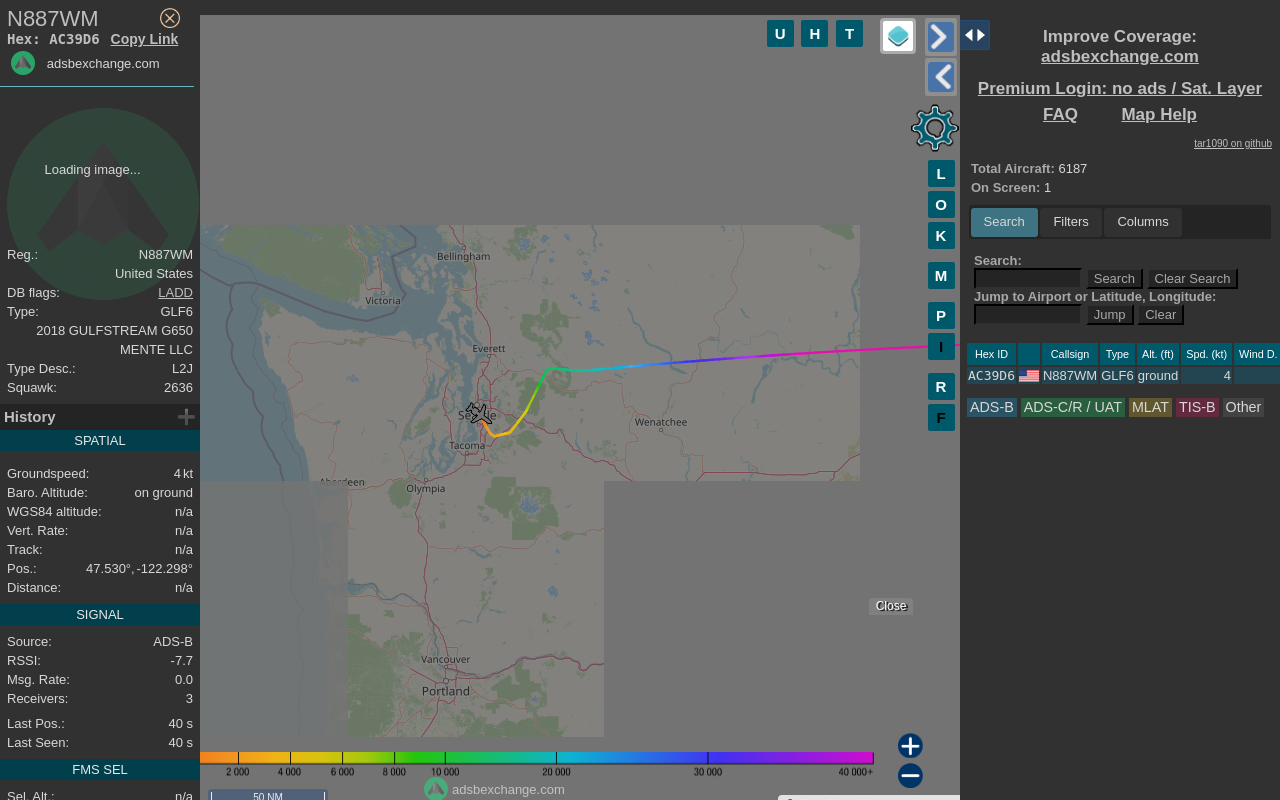 N887WM
Hex: AC39D6 Copy Link
adsbexchange.com
Loading image...
Reg.: N887WM
United States
DB flags: LADD
Type: GLF6
2018 GULFSTREAM G650
MENTE LLC
Type Desc.: L2J
Squawk: 2636
History
SPATIAL
Groundspeed: 4 kt
Baro. Altitude: on ground
WGS84 altitude: n/a
Vert. Rate: n/a
Track: n/a
Pos.: 47.530°, -122.298°
Distance: n/a
SIGNAL
Source: ADS-B
RSSI: -7.7
Msg. Rate: 0.0
Receivers: 3
Last Pos.: 40 s
Last Seen: 40 s
FMS SEL
Sel. Alt.: n/a
U H T
L
O
K
M
P
I
R
F
Bellingham
Victoria
Everett
Wenatchee
Tacoma
Aberdeen
Olympia
Vancouver
Portland
Close
2 000 4 000 6 000 8 000 10 000 20 000 30 000 40 000+
adsbexchange.com
50 NM
Improve Coverage:
adsbexchange.com
Premium Login: no ads / Sat. Layer
FAQ Map Help
tar1090 on github
Total Aircraft: 6187
On Screen: 1
Search Filters Columns
Search:
Search Clear Search
Jump to Airport or Latitude, Longitude:
Jump Clear
Hex ID Callsign Type Alt. (ft) Spd. (kt) Wind D.
AC39D6 N887WM GLF6 ground 4
ADS-B ADS-C/R / UAT MLAT TIS-B Other